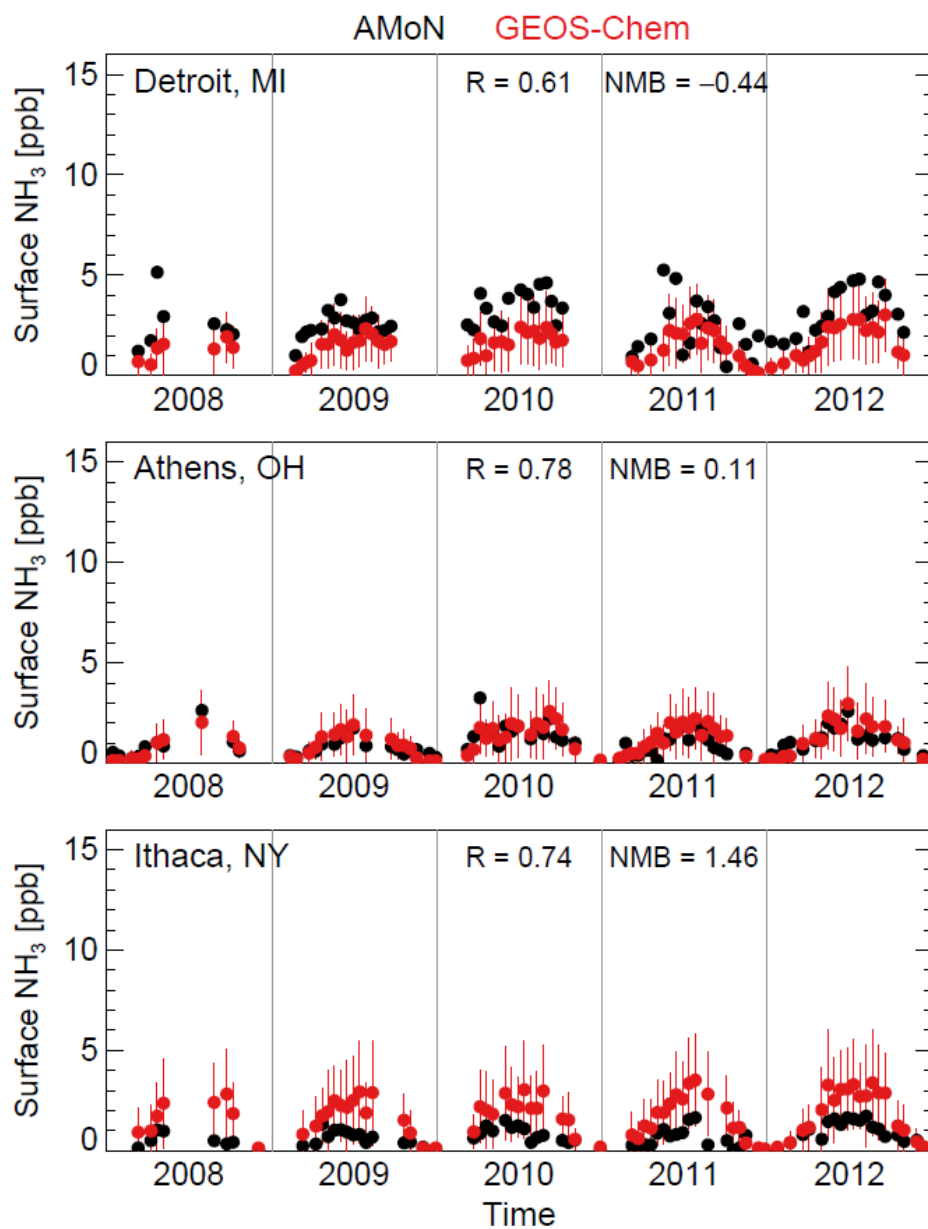 AMoN GEOS-Chem
Detroit, MI R = 0.61 NMB = −0.44
Surface NH3 [ppb]
15
10
5
0
2008 2009 2010 2011 2012
Athens, OH R = 0.78 NMB = 0.11
Surface NH3 [ppb]
15
10
5
0
2008 2009 2010 2011 2012
Ithaca, NY R = 0.74 NMB = 1.46
Surface NH3 [ppb]
15
10
5
0
2008 2009 2010 2011 2012
Time